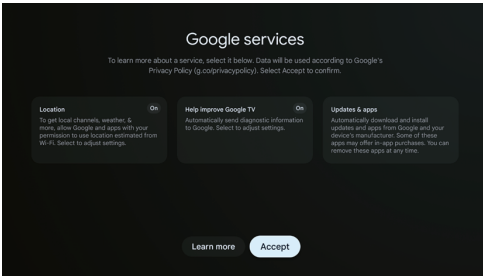 Google services
To learn more about a service, select it below. Data will be used according to Google's
Privacy Policy (g.co/privacypolicy). Select Accept to confirm.
Location
On
To get local channels, weather, &
more, allow Google and apps with your
permission to use location estimated from
Wi-Fi. Select to adjust settings.
Help improve Google TV
On
Automatically send diagnostic information
to Google. Select to adjust settings.
Updates & apps
Automatically download and install
updates and apps from Google and your
device's manufacturer. Some of these
apps may offer in-app purchases. You can
remove these apps at any time.
Learn more
Accept